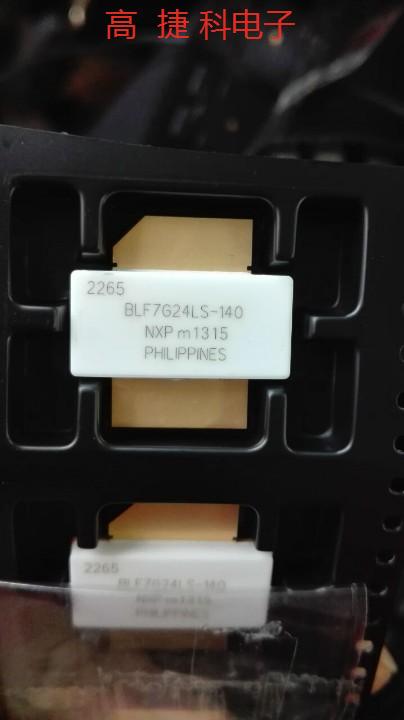 高 捷 科电子
2265
BLF7G24LS-140
NXP m1315
PHILIPPINES
2265
BLF7G24LS-140
NXP m1315
PHILIPPINES